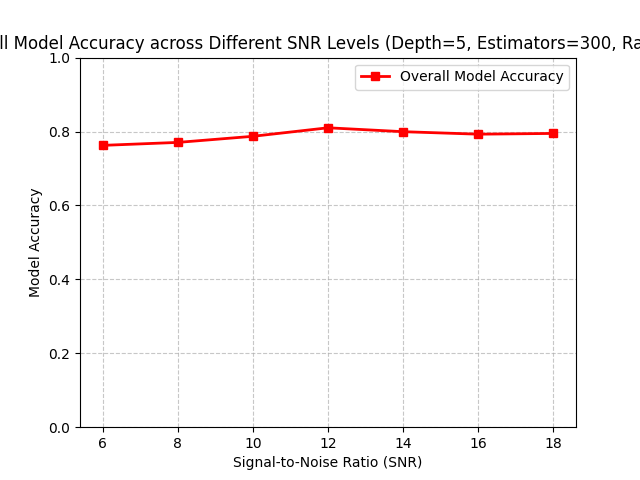 ll Model Accuracy across Different SNR Levels (Depth=5, Estimators=300, Ra
1.0
Overall Model Accuracy
0.8
0.6
Model Accuracy
0.4
0.2
0.0
6 8 10 12 14 16 18
Signal-to-Noise Ratio (SNR)